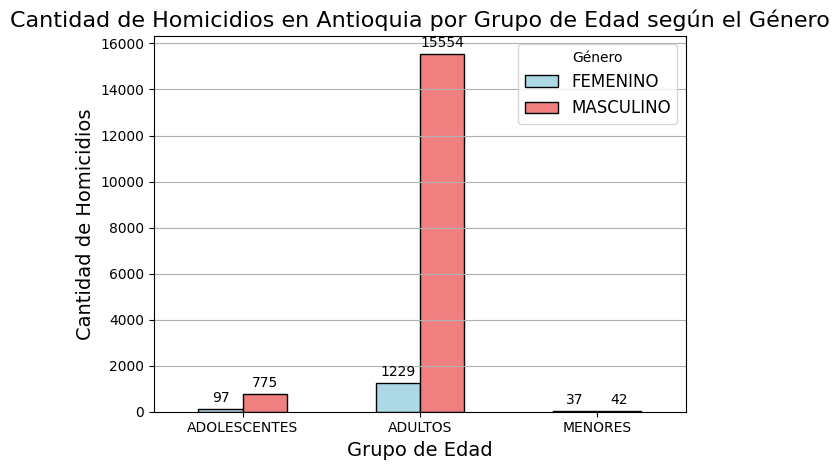 Cantidad de Homicidios en Antioquia por Grupo de Edad según el Género
Cantidad de Homicidios
16000
14000
12000
10000
8000
6000
4000
2000
0
Género
FEMENINO
MASCULINO
97
775
1229
15554
37
42
ADOLESCENTES
ADULTOS
MENORES
Grupo de Edad